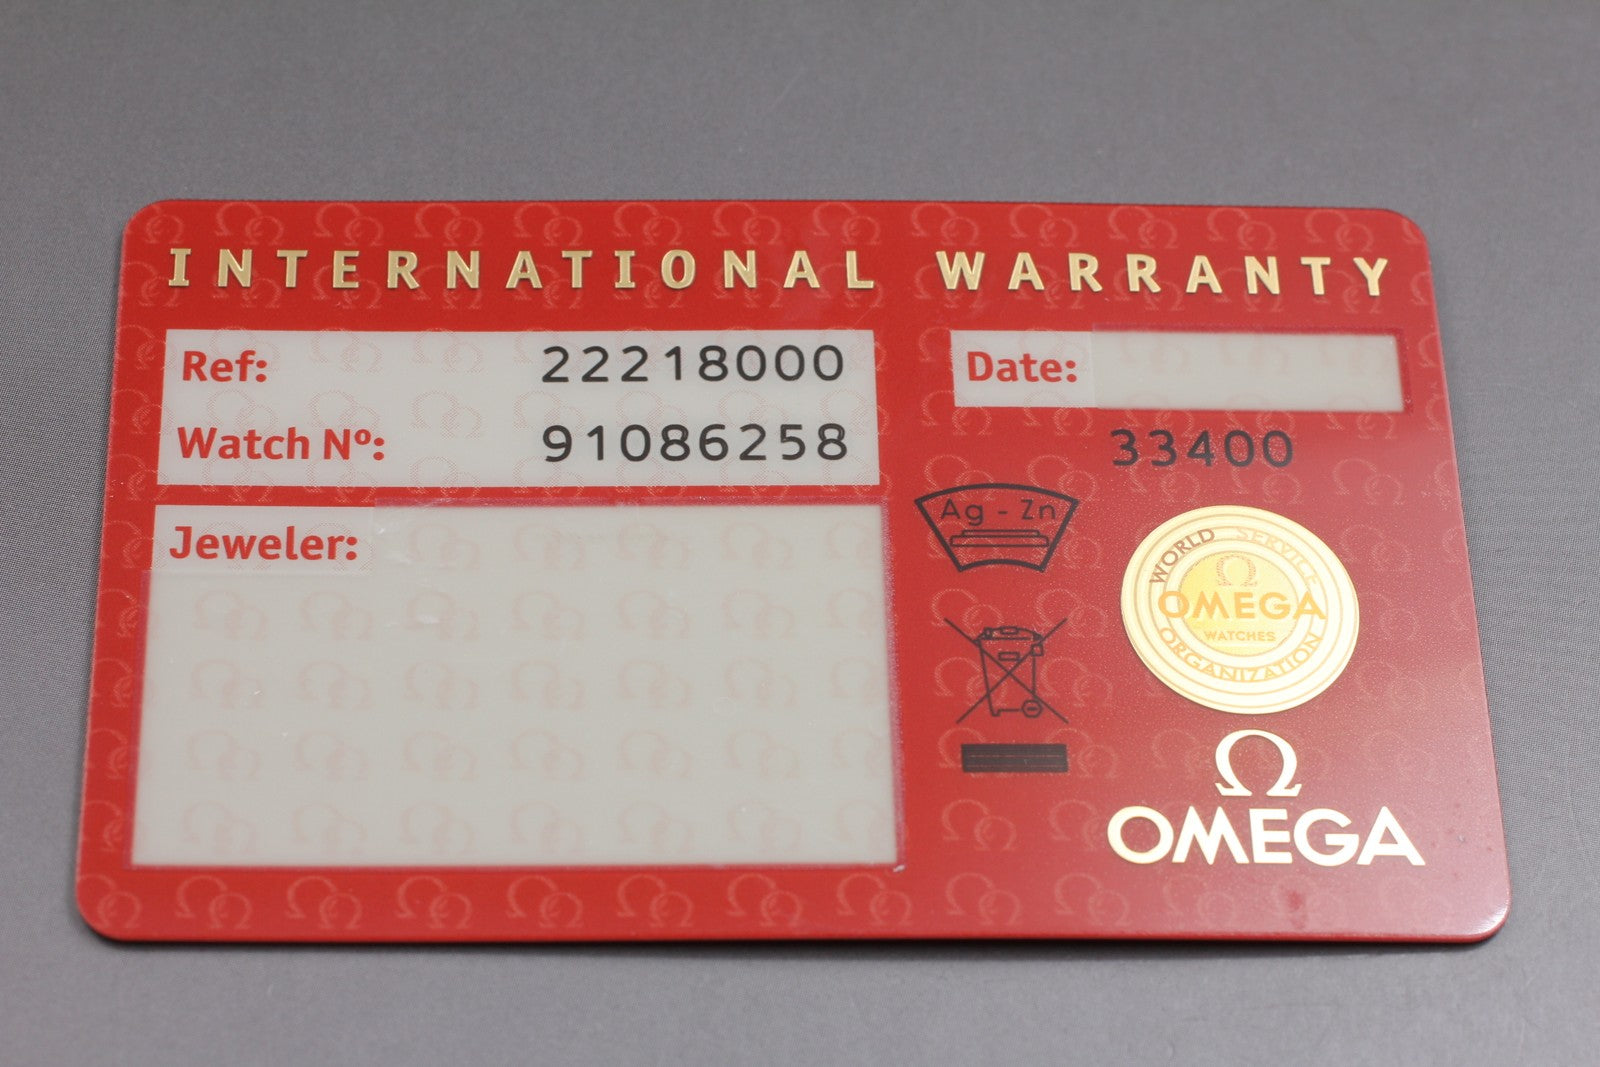 INTERNATIONAL WARRANTY
Ref: 22218000
Watch Nº: 91086258
Date:
33400
Jeweler:
Ag - Zn
WORLD SERVICE
Ω
OMEGA
WATCHES
ORGANIZATION
Ω
OMEGA